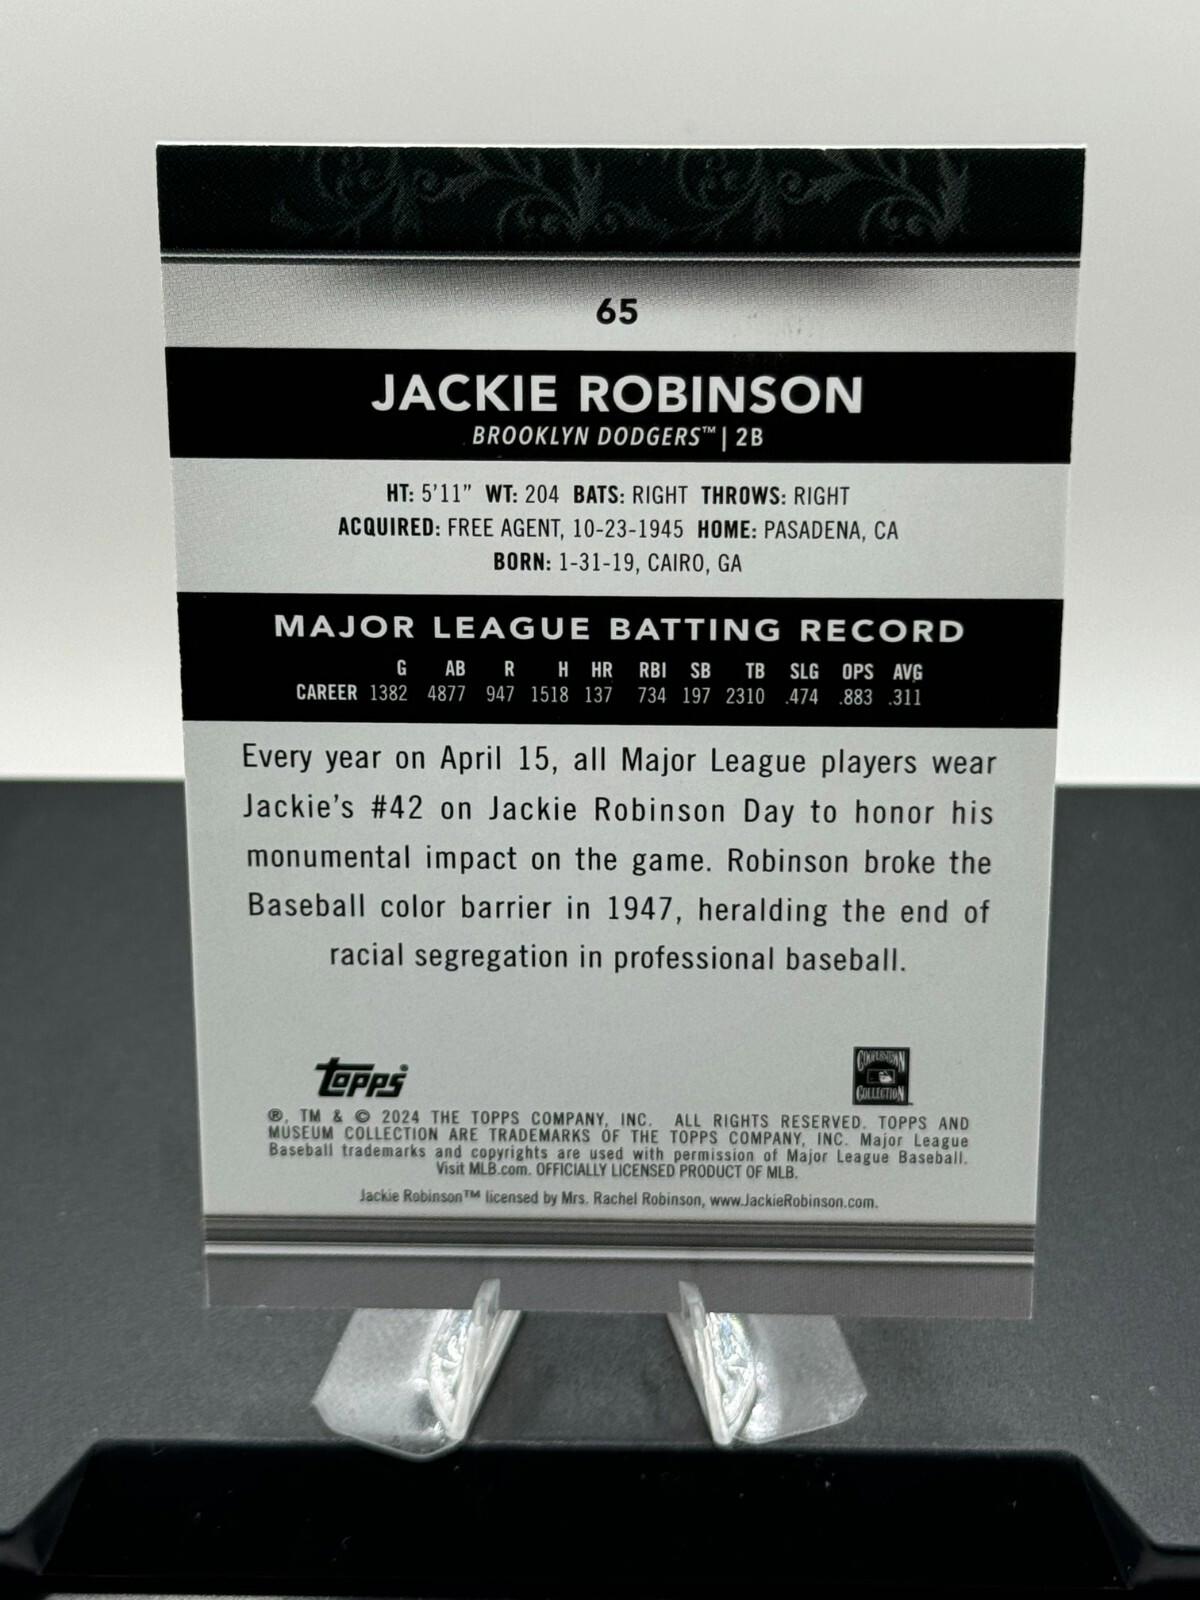 65
JACKIE ROBINSON
BROOKLYN DODGERS™ | 2B
HT: 5'11" WT: 204 BATS: RIGHT THROWS: RIGHT
ACQUIRED: FREE AGENT, 10-23-1945 HOME: PASADENA, CA
BORN: 1-31-19, CAIRO, GA
MAJOR LEAGUE BATTING RECORD
G AB R H HR RBI SB TB SLG OPS AVG
CAREER 1382 4877 947 1518 137 734 197 2310 .474 .883 .311
Every year on April 15, all Major League players wear
Jackie's #42 on Jackie Robinson Day to honor his
monumental impact on the game. Robinson broke the
Baseball color barrier in 1947, heralding the end of
racial segregation in professional baseball.
Topps
COOPERSTOWN
COLLECTION
®, TM & © 2024 THE TOPPS COMPANY, INC. ALL RIGHTS RESERVED. TOPPS AND
MUSEUM COLLECTION ARE TRADEMARKS OF THE TOPPS COMPANY, INC. Major League
Baseball trademarks and copyrights are used with permission of Major League Baseball.
Visit MLB.com. OFFICIALLY LICENSED PRODUCT OF MLB.
Jackie Robinson™ licensed by Mrs. Rachel Robinson, www.JackieRobinson.com.